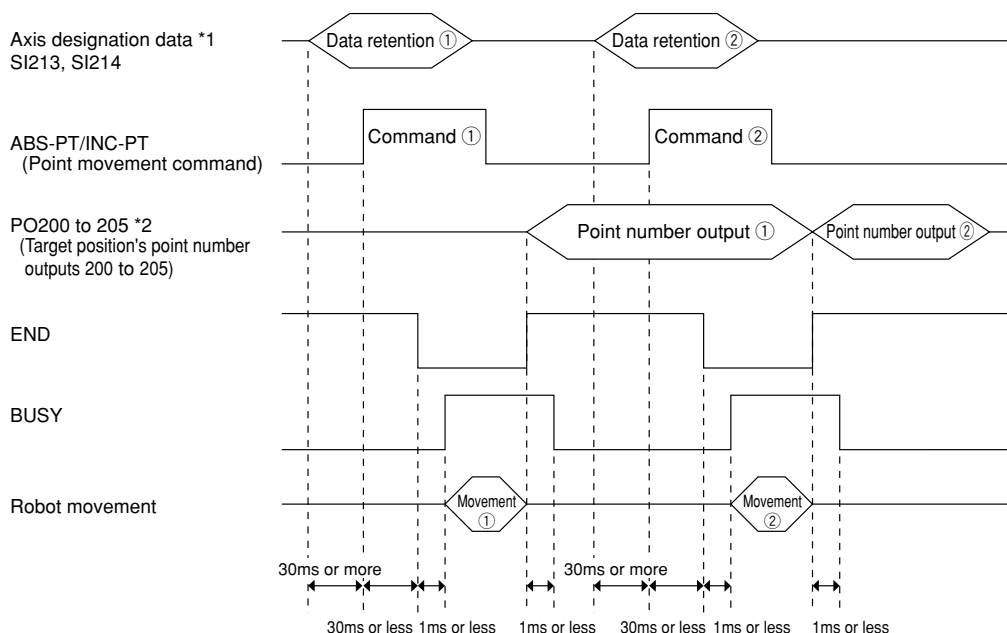 Axis designation data *1
SI213, SI214
Data retention ①
Data retention ②
ABS-PT/INC-PT
(Point movement command)
Command ①
Command ②
PO200 to 205 *2
(Target position's point number
outputs 200 to 205)
Point number output ①
Point number output ②
END
BUSY
Robot movement
Movement
①
Movement
②
30ms or more
30ms or more
30ms or less
1ms or less
1ms or less
30ms or less
1ms or less
1ms or less